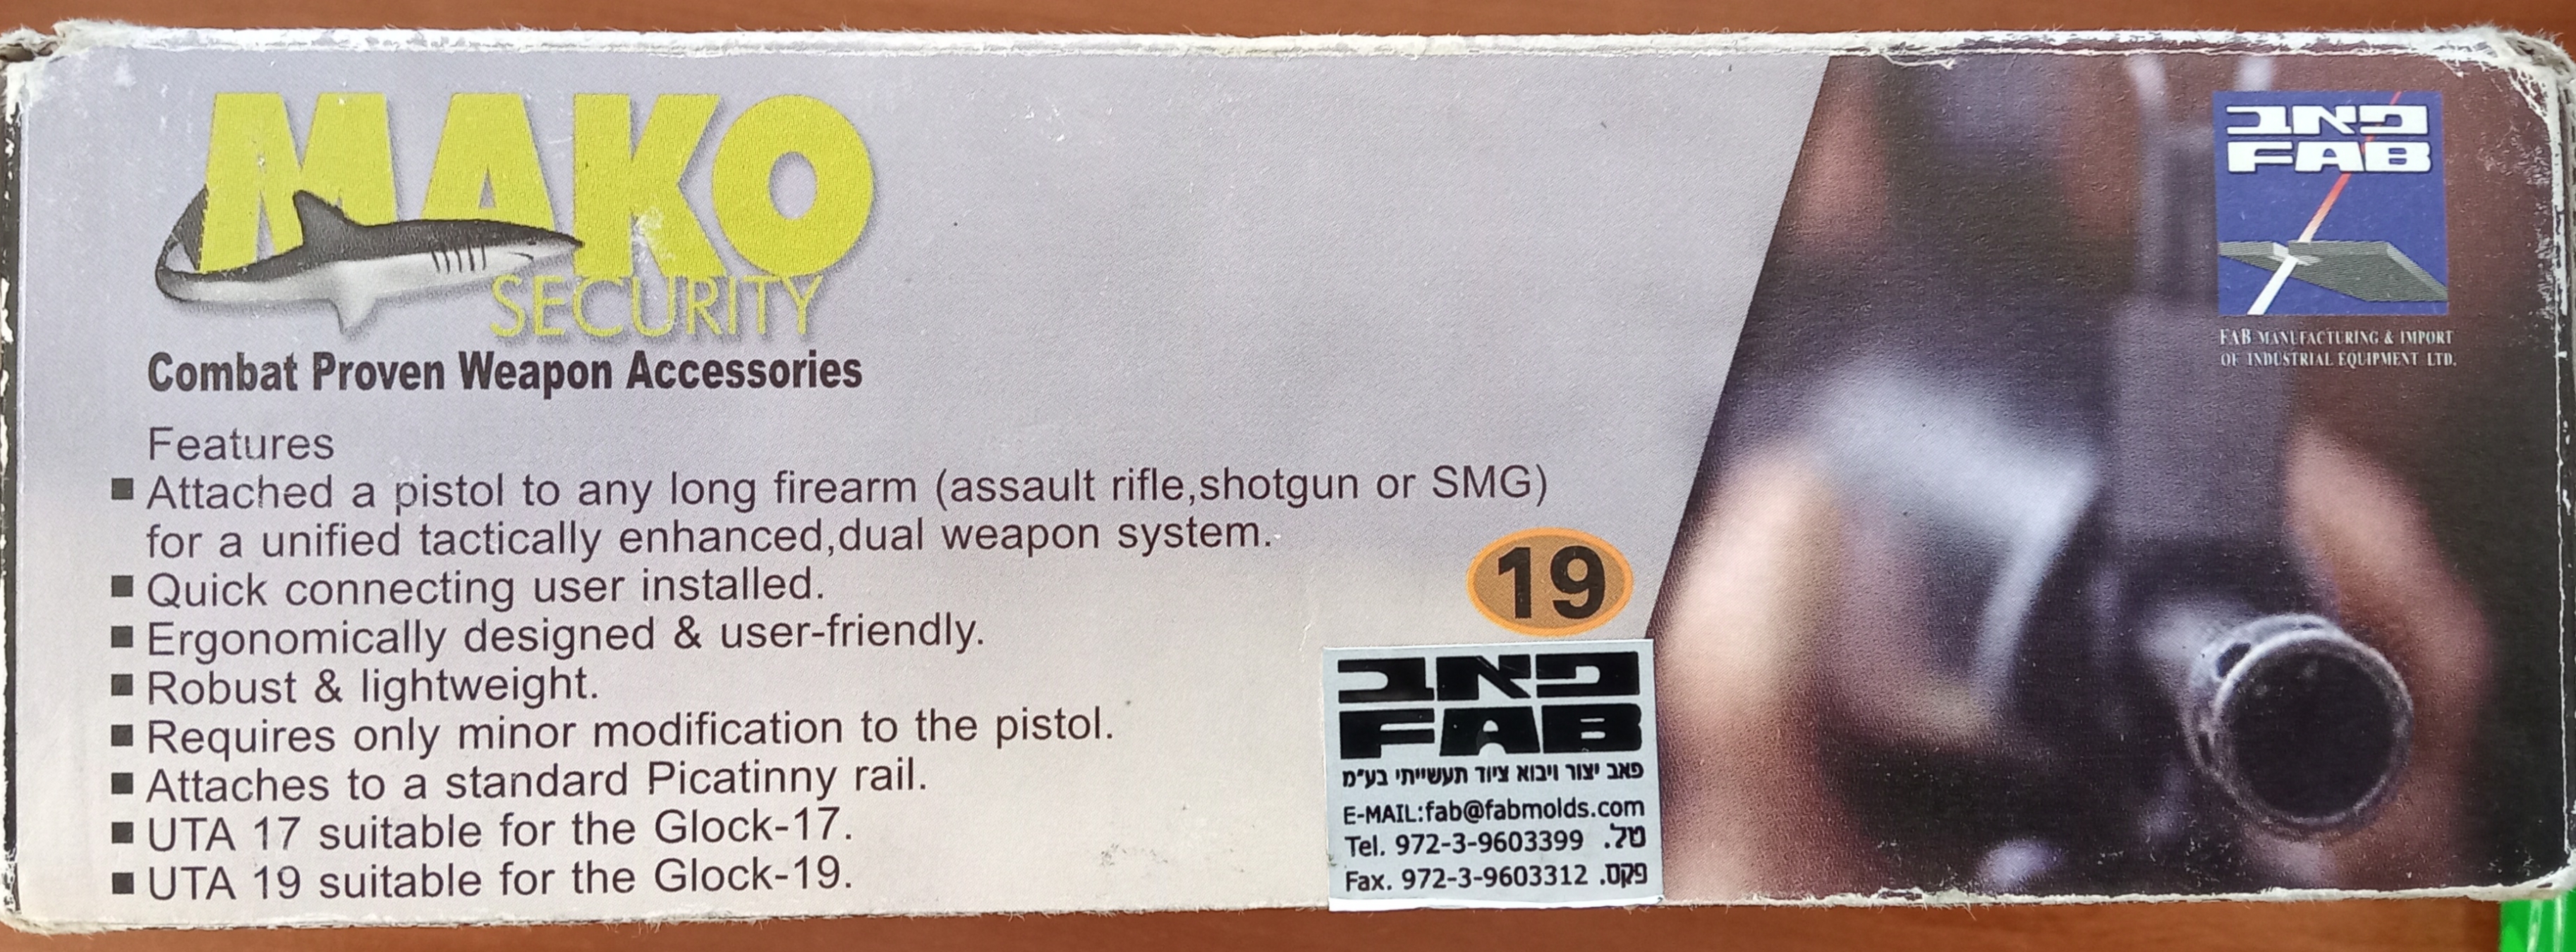 MAKO
SECURITY
Combat Proven Weapon Accessories
Features
■ Attached a pistol to any long firearm (assault rifle,shotgun or SMG)
for a unified tactically enhanced,dual weapon system.
■ Quick connecting user installed.
■ Ergonomically designed & user-friendly.
■ Robust & lightweight.
■ Requires only minor modification to the pistol.
■ Attaches to a standard Picatinny rail.
■ UTA 17 suitable for the Glock-17.
■ UTA 19 suitable for the Glock-19.
19
פאב
FAB
פאב יצור ויבוא ציוד תעשייתי בע"מ
E-MAIL:fab@fabmolds.com
Tel. 972-3-9603399 טל.
Fax. 972-3-9603312 פקס.
פאב
FAB
FAB MANUFACTURING & IMPORT
OF INDUSTRIAL EQUIPMENT LTD.